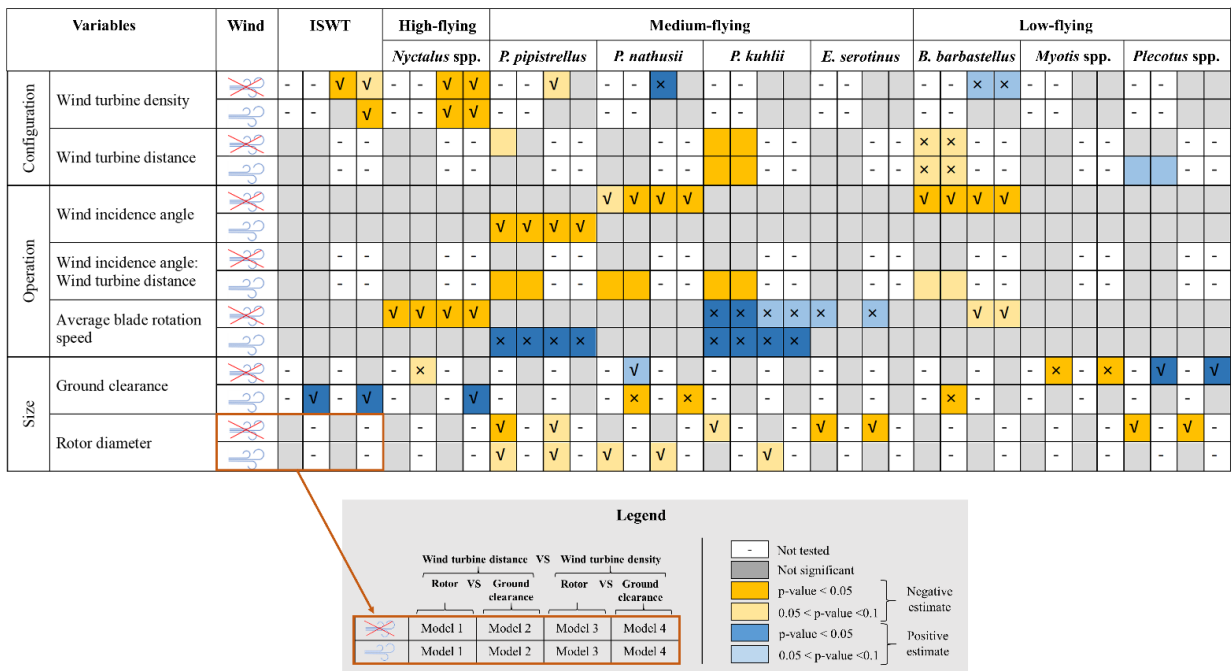 Variables Wind ISWT High-flying Medium-flying Low-flying
Nyctalus spp. P. pipistrellus P. nathusii P. kuhlii E. serotinus B. barbastellus Myotis spp. Plecotus spp.
Configuration
Wind turbine density
- - √ √ - - √ √ - - √ - - × - - - - - - × × - - - -
- - √ - - √ √ - - - - - - - - - - - - - -
Wind turbine distance
- - - - - - - - - - - - × × - - - - - -
- - - - - - - - - - - - × × - - - - - -
Operation
Wind incidence angle
√ √ √ √ √ √ √ √
√ √ √ √
Wind incidence angle:
Wind turbine distance
- - - - - - - - - - - - - - - - - -
- - - - - - - - - - - - - - - - - -
Average blade rotation
speed
√ √ √ √ × × × × × × √ √
× × × × × × × ×
Size
Ground clearance
- - - × - - - - √ - - - - - - - - × - × - √ - √
- √ - √ - - √ - - - × - × - - - - - × - - - - -
Rotor diameter
- - - - √ - √ - - - √ - - √ - √ - - - - - √ - √ -
- - - - √ - √ - √ - √ - - √ - - - - - - - - -
Legend
Wind turbine distance VS Wind turbine density
Rotor VS Ground clearance Rotor VS Ground clearance
Model 1 Model 2 Model 3 Model 4
Model 1 Model 2 Model 3 Model 4
- Not tested
Not significant
p-value < 0.05
0.05 < p-value <0.1
Negative estimate
p-value < 0.05
0.05 < p-value <0.1
Positive estimate